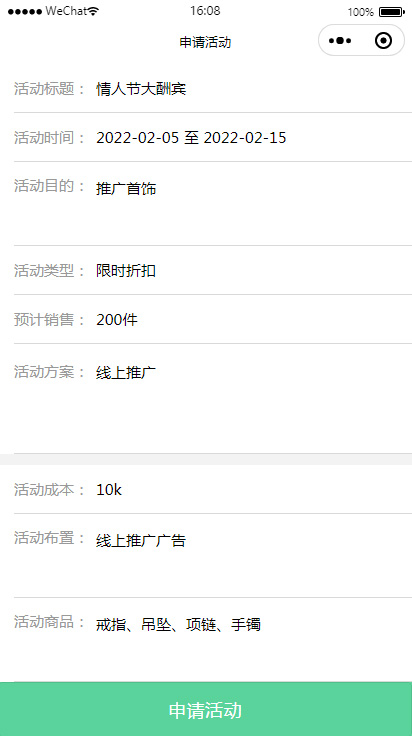 WeChat 16:08 100%
申请活动
活动标题： 情人节大酬宾
活动时间： 2022-02-05 至 2022-02-15
活动目的： 推广首饰
活动类型： 限时折扣
预计销售： 200件
活动方案： 线上推广
活动成本： 10k
活动布置： 线上推广广告
活动商品： 戒指、吊坠、项链、手镯
申请活动